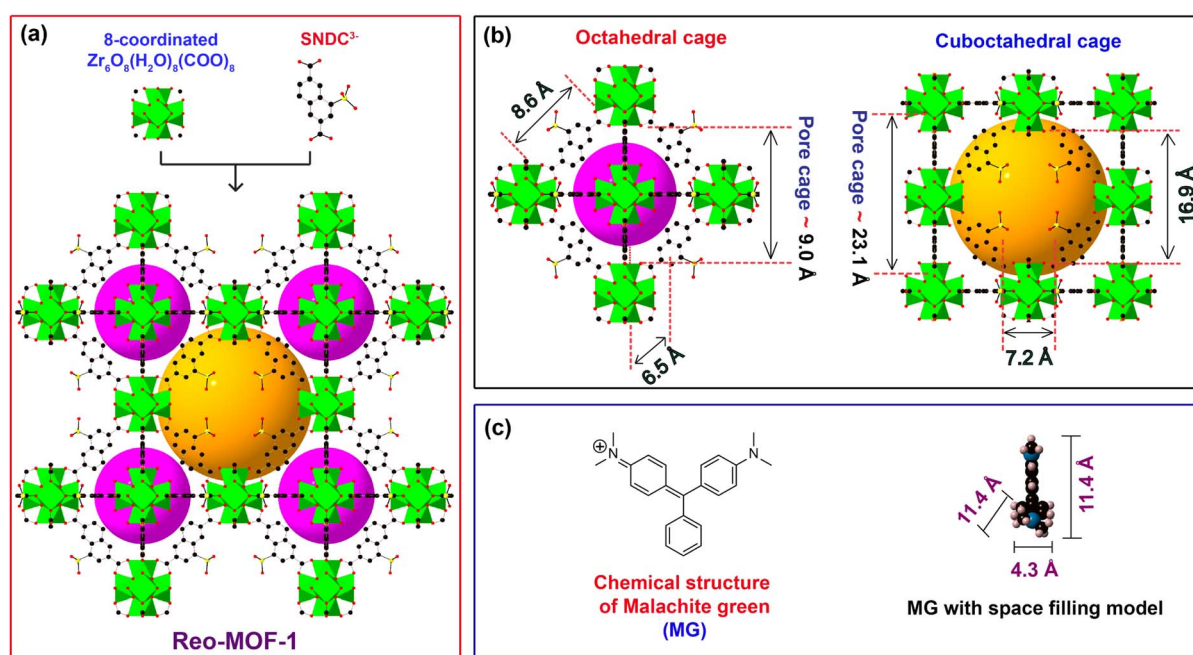 (a)
8-coordinated
Zr6O8(H2O)8(COO)8
SNDC3-
Reo-MOF-1
(b)
Octahedral cage
Cuboctahedral cage
8.6 Å
Pore cage ~ 9.0 Å
6.5 Å
Pore cage ~ 23.1 Å
16.9 Å
7.2 Å
(c)
N
N
Chemical structure
of Malachite green
(MG)
11.4 Å
11.4 Å
4.3 Å
MG with space filling model